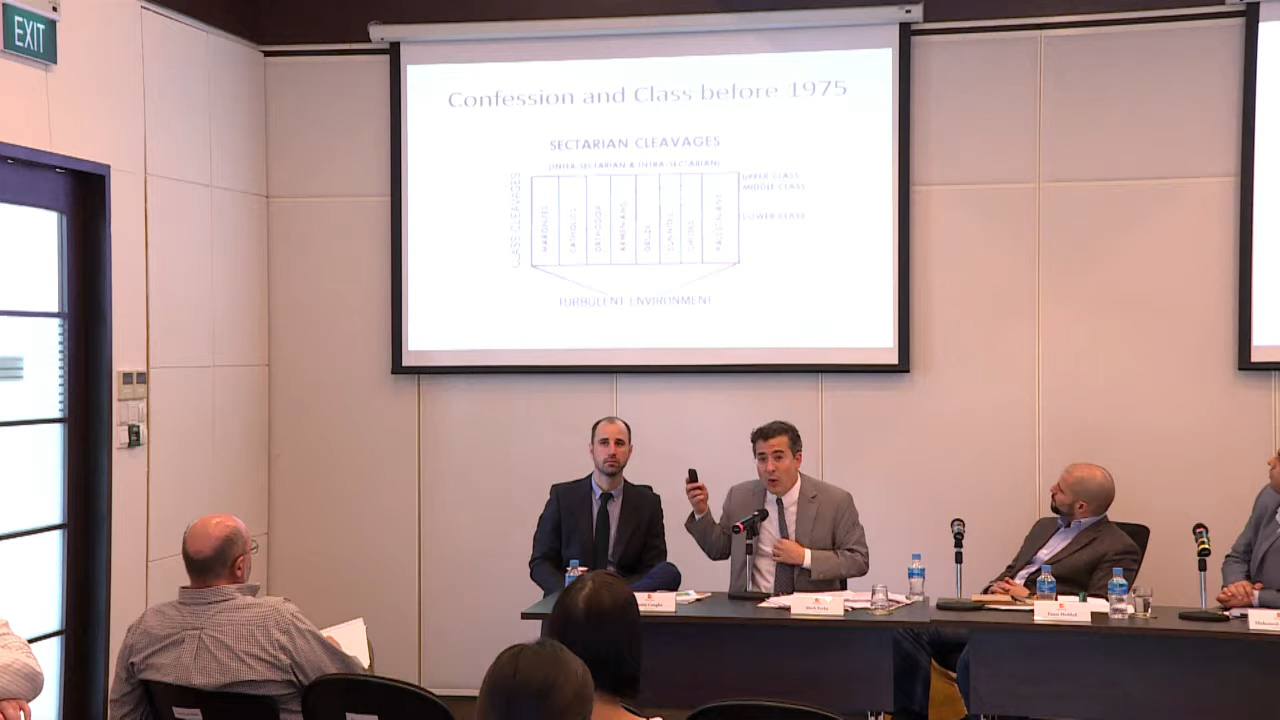 EXIT
Confession and Class before 1975
SECTARIAN CLEAVAGES
(INTER-SECTARIAN & INTRA-SECTARIAN)
CLASS CLEAVAGES
UPPER CLASS
MIDDLE CLASS
LOWER CLASS
MARONITES
CATHOLICS
ORTHODOX
ARMENIANS
DRUZE
SUNNITES
SHIITES
PALESTINIANS
TURBULENT ENVIRONMENT